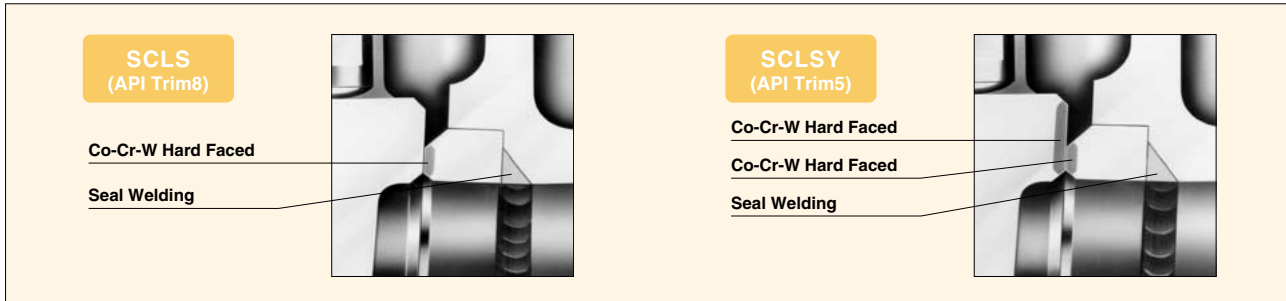 SCLS
(API Trim8)
Co-Cr-W Hard Faced
Seal Welding
SCLSY
(API Trim5)
Co-Cr-W Hard Faced
Co-Cr-W Hard Faced
Seal Welding